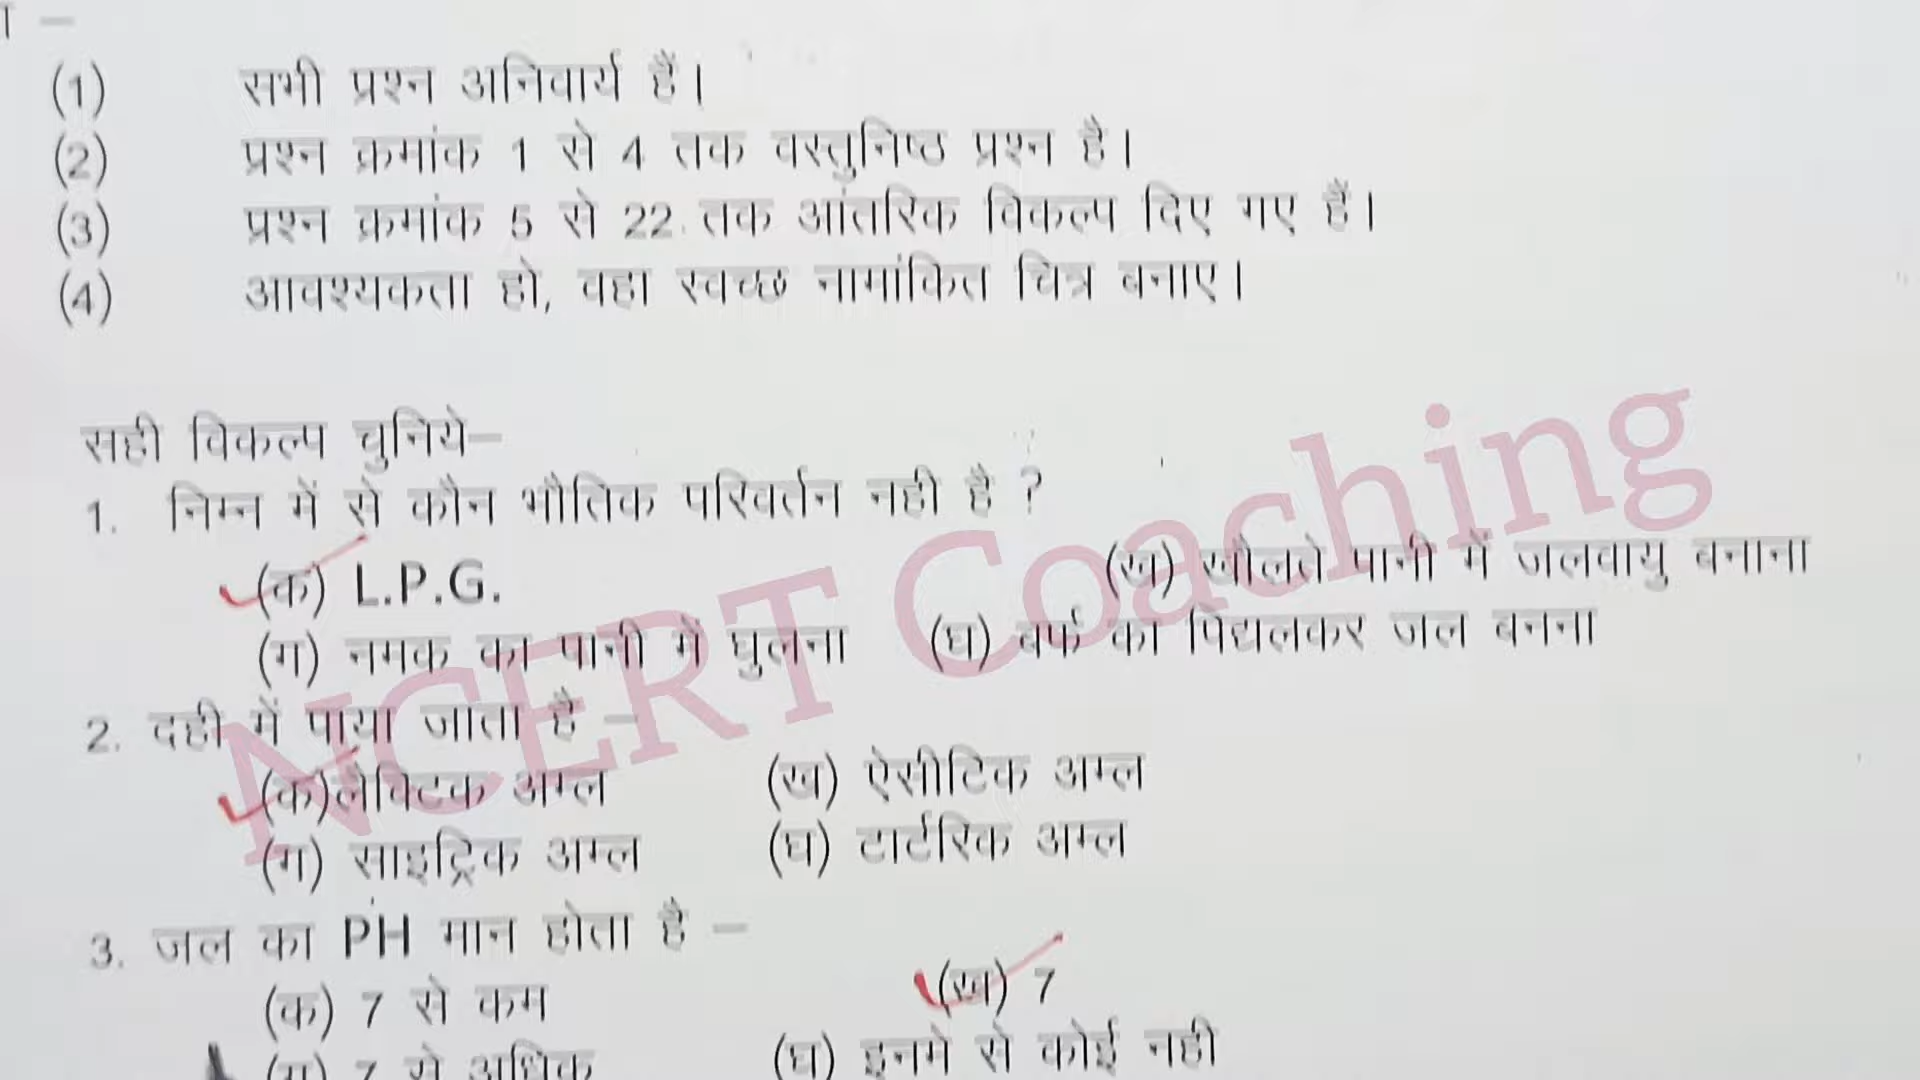 (1) सभी प्रश्न अनिवार्य हैं।
(2) प्रश्न क्रमांक 1 से 4 तक वस्तुनिष्ठ प्रश्न है।
(3) प्रश्न क्रमांक 5 से 22 तक आंतरिक विकल्प दिए गए हैं।
(4) आवश्यकता हो, वहा स्वच्छ नामांकित चित्र बनाए।
सही विकल्प चुनिये–
1. निम्न में से कौन भौतिक परिवर्तन नही है ?
(क) L.P.G. (ख) खौलते पानी में जलवायु बनाना
(ग) नमक का पानी में घुलना (घ) बर्फ का पिघलकर जल बनना
2. दही में पाया जाता है –
(क)लैक्टिक अम्ल (ख) ऐसीटिक अम्ल
(ग) साइट्रिक अम्ल (घ) टार्टरिक अम्ल
3. जल का PH मान होता है –
(क) 7 से कम (ख) 7
(ग) 7 से अधिक (घ) इनमे से कोई नही
NCERT Coaching